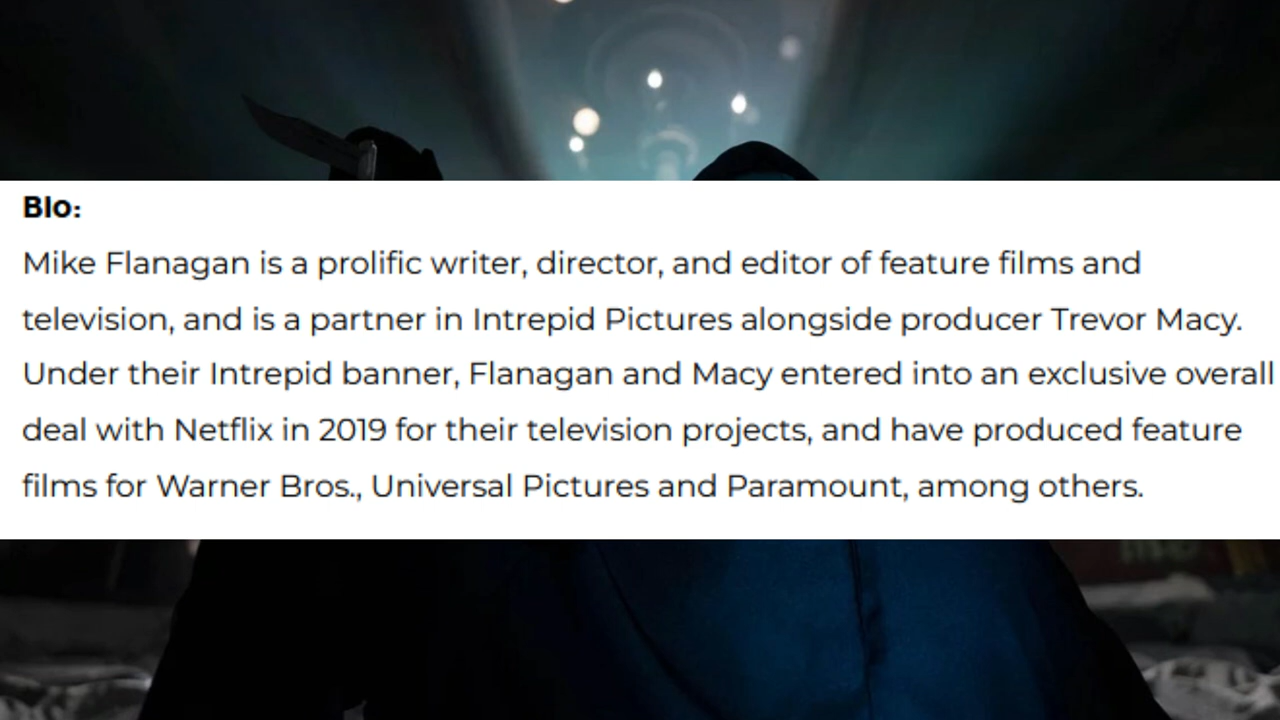 BIo:
Mike Flanagan is a prolific writer, director, and editor of feature films and
television, and is a partner in Intrepid Pictures alongside producer Trevor Macy.
Under their Intrepid banner, Flanagan and Macy entered into an exclusive overall
deal with Netflix in 2019 for their television projects, and have produced feature
films for Warner Bros., Universal Pictures and Paramount, among others.